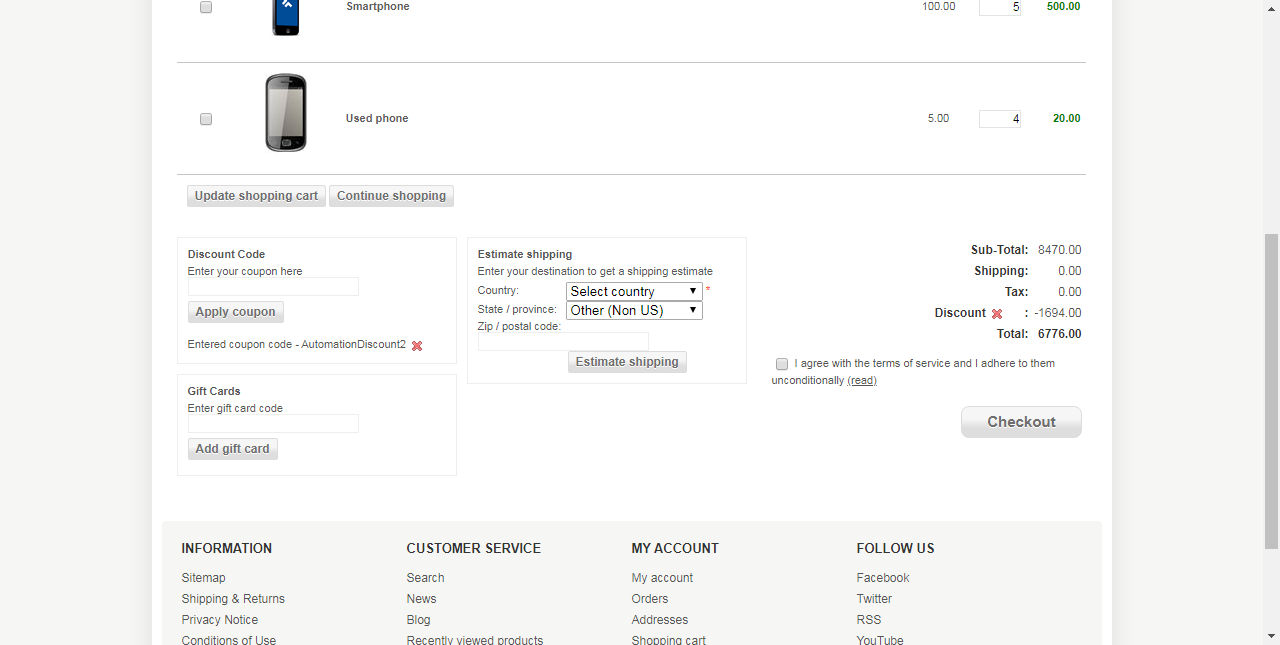 Smartphone 100.00 5 500.00
Used phone 5.00 4 20.00
Update shopping cart Continue shopping
Discount Code
Enter your coupon here
Apply coupon
Entered coupon code - AutomationDiscount2
Gift Cards
Enter gift card code
Add gift card
Estimate shipping
Enter your destination to get a shipping estimate
Country: Select country *
State / province: Other (Non US)
Zip / postal code:
Estimate shipping
Sub-Total: 8470.00
Shipping: 0.00
Tax: 0.00
Discount : -1694.00
Total: 6776.00
I agree with the terms of service and I adhere to them
unconditionally (read)
Checkout
INFORMATION
Sitemap
Shipping & Returns
Privacy Notice
Conditions of Use
CUSTOMER SERVICE
Search
News
Blog
Recently viewed products
MY ACCOUNT
My account
Orders
Addresses
Shopping cart
FOLLOW US
Facebook
Twitter
RSS
YouTube